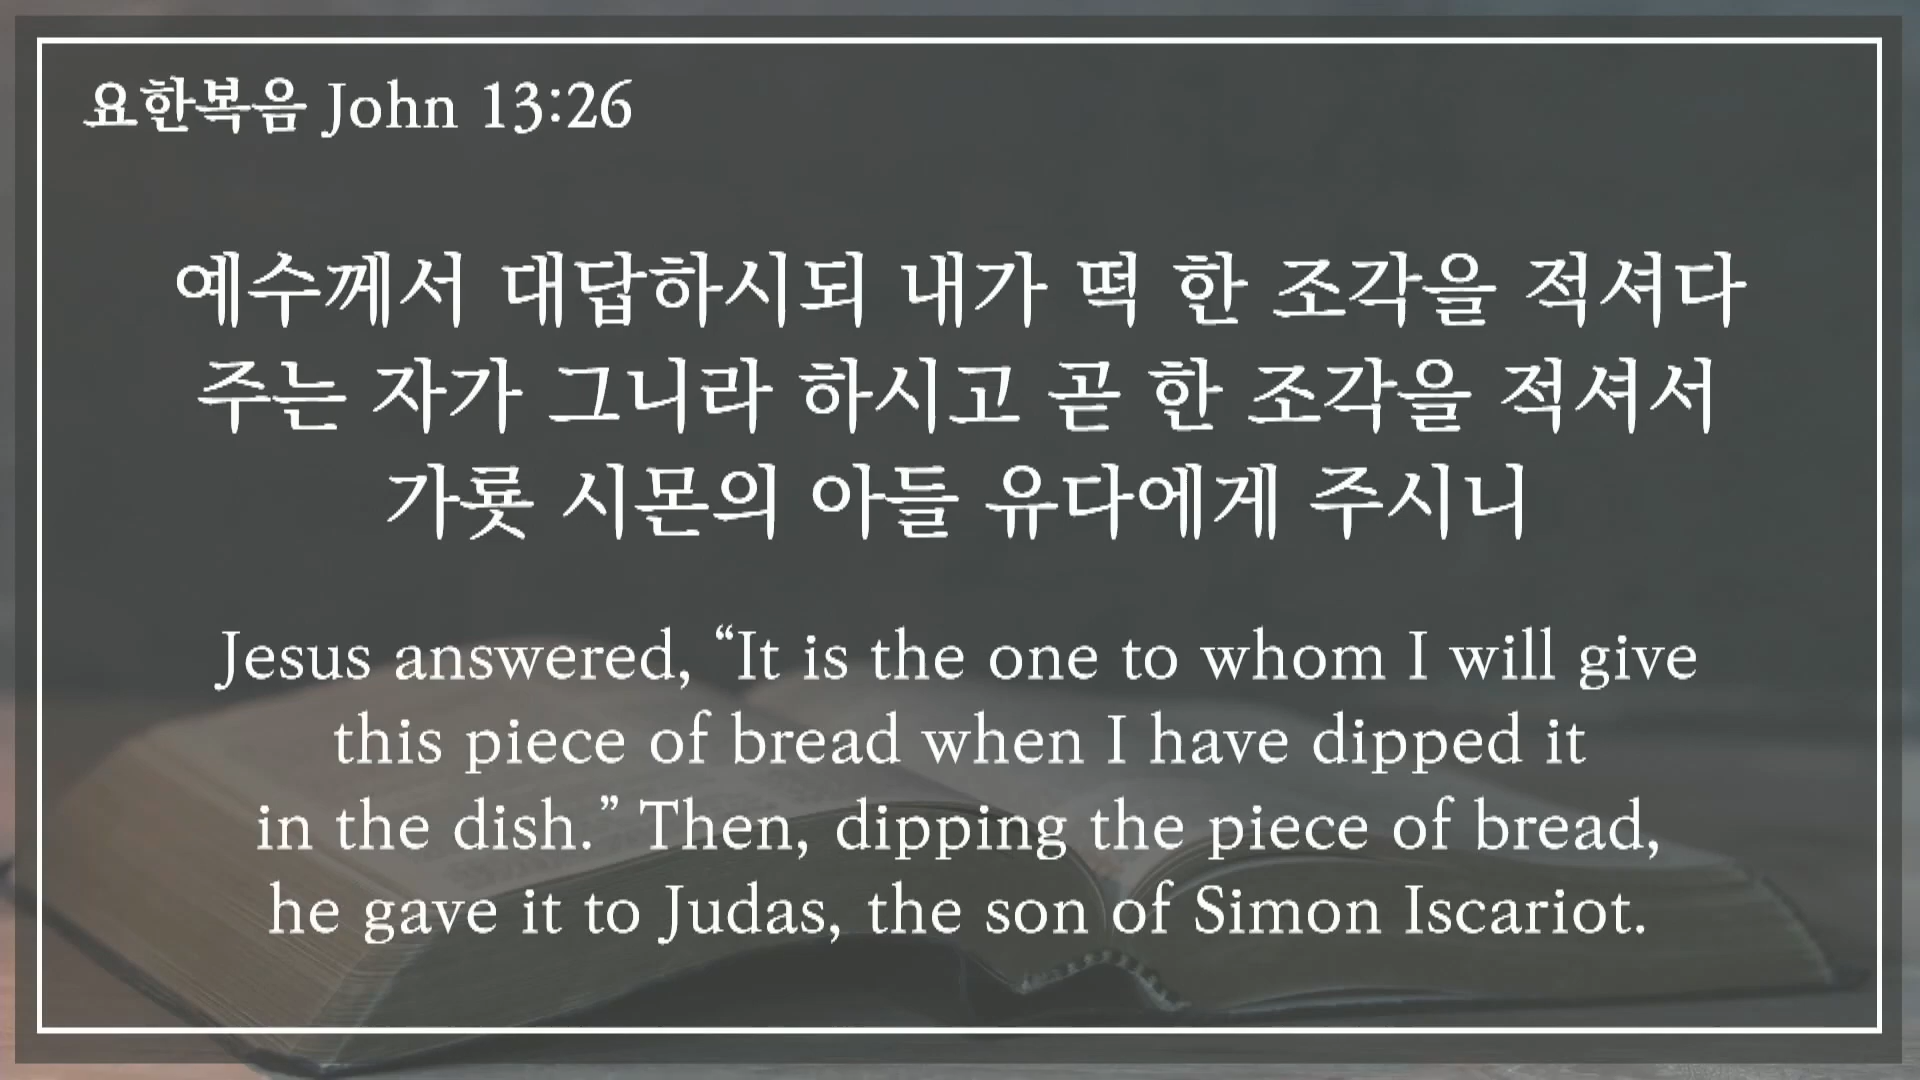 요한복음 John 13:26
예수께서 대답하시되 내가 떡 한 조각을 적셔다
주는 자가 그니라 하시고 곧 한 조각을 적셔서
가룟 시몬의 아들 유다에게 주시니
Jesus answered, “It is the one to whom I will give
this piece of bread when I have dipped it
in the dish.” Then, dipping the piece of bread,
he gave it to Judas, the son of Simon Iscariot.